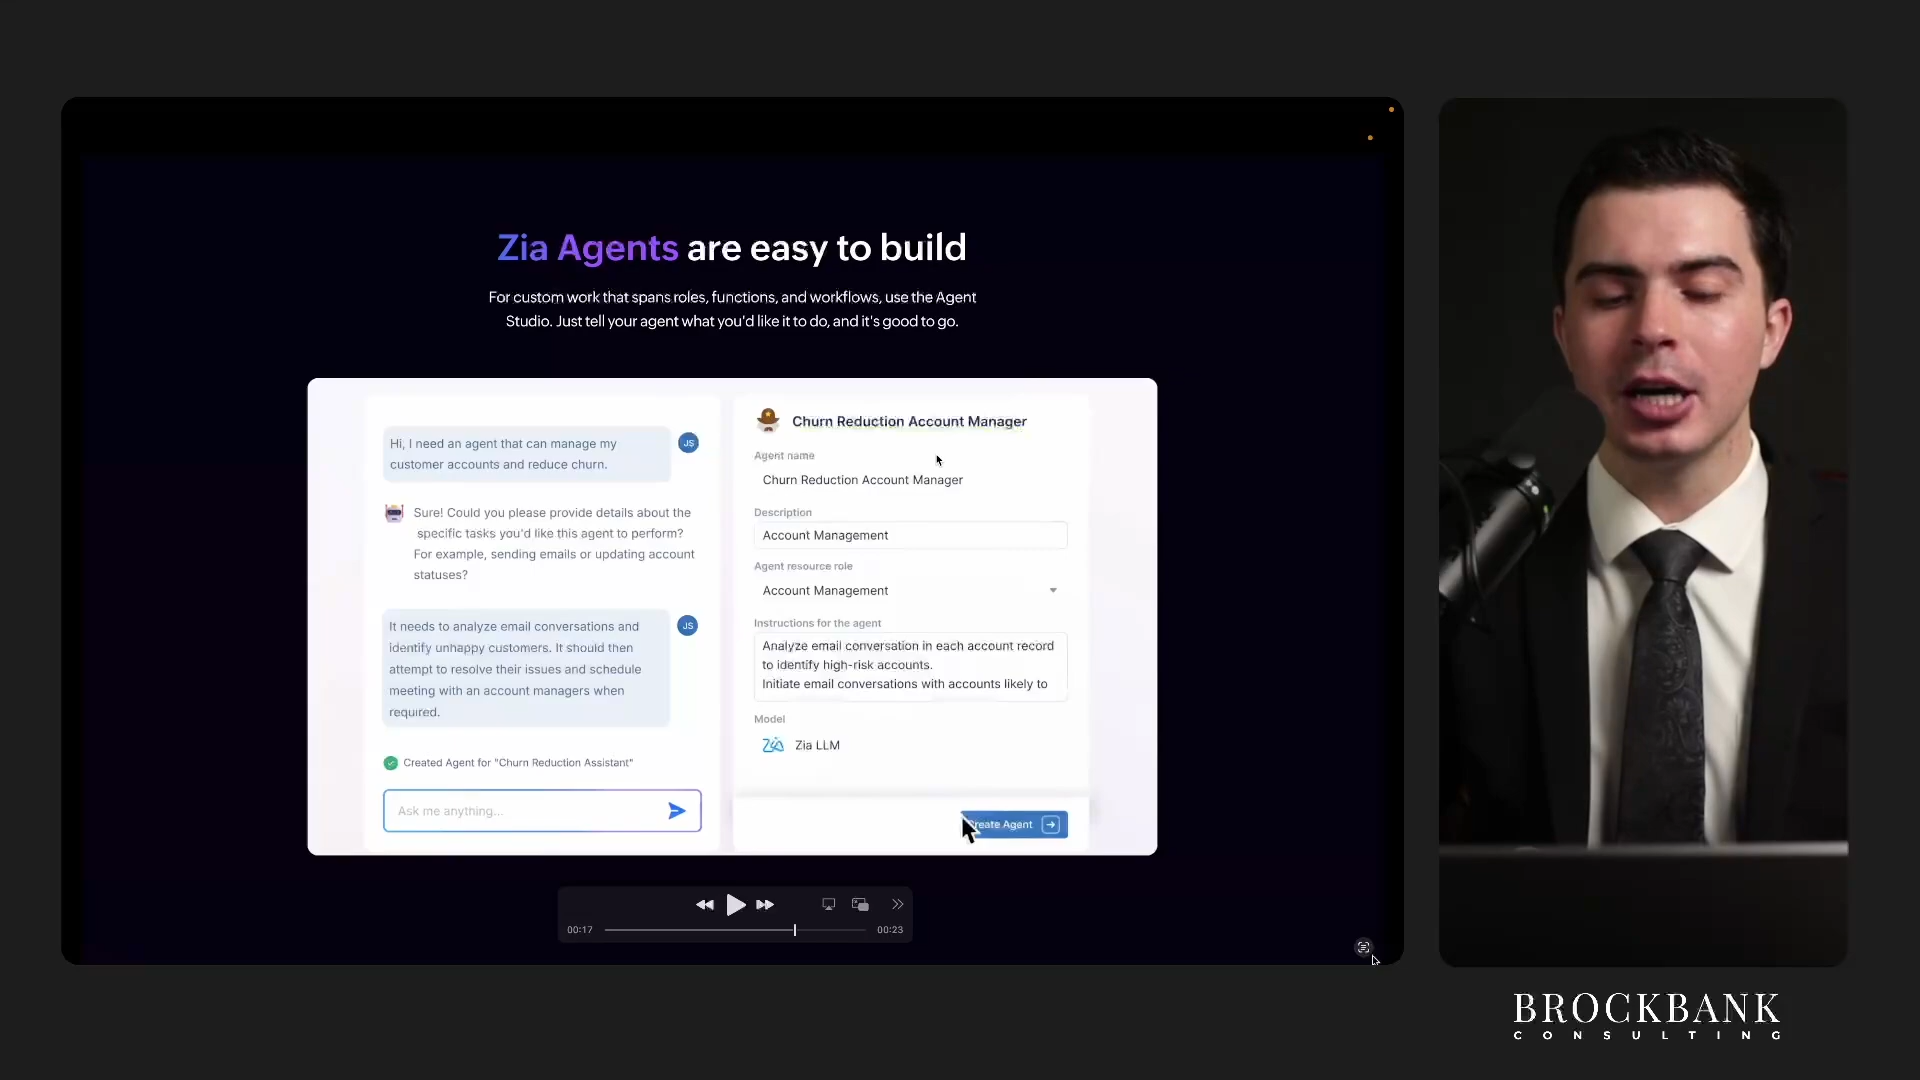 Zia Agents are easy to build
For custom work that spans roles, functions, and workflows, use the Agent
Studio. Just tell your agent what you'd like it to do, and it's good to go.
Hi, I need an agent that can manage my
customer accounts and reduce churn.
JS
Sure! Could you please provide details about the
specific tasks you'd like this agent to perform?
For example, sending emails or updating account
statuses?
It needs to analyze email conversations and
identify unhappy customers. It should then
attempt to resolve their issues and schedule
meeting with an account managers when
required.
JS
Created Agent for "Churn Reduction Assistant"
Ask me anything...
Churn Reduction Account Manager
Agent name
Churn Reduction Account Manager
Description
Account Management
Agent resource role
Account Management
Instructions for the agent
Analyze email conversation in each account record
to identify high-risk accounts.
Initiate email conversations with accounts likely to
Model
Zia LLM
Create Agent
00:17
00:23
BROCKBANK
CONSULTING